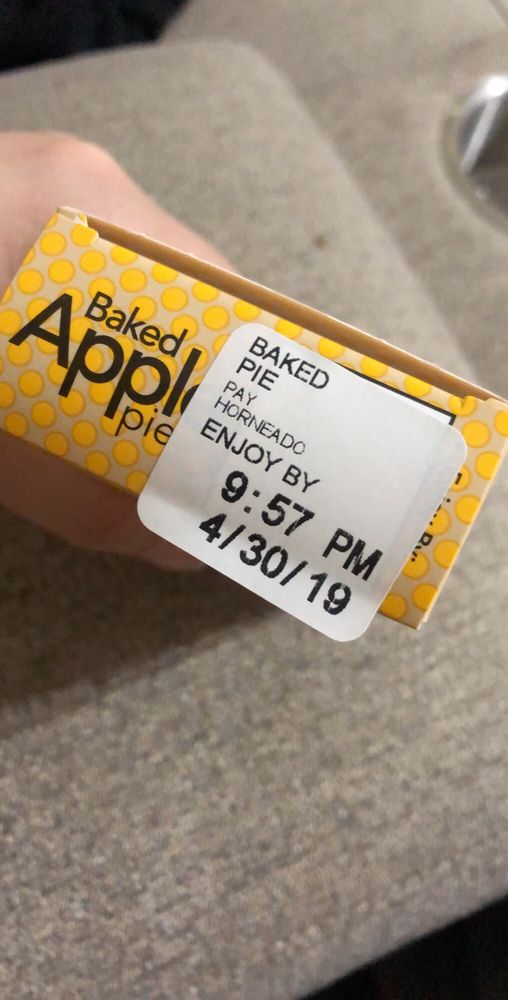 Baked
Apple
pie
BAKED
PIE
PAY
HORNEADO
ENJOY BY
9:57 PM
4/30/19